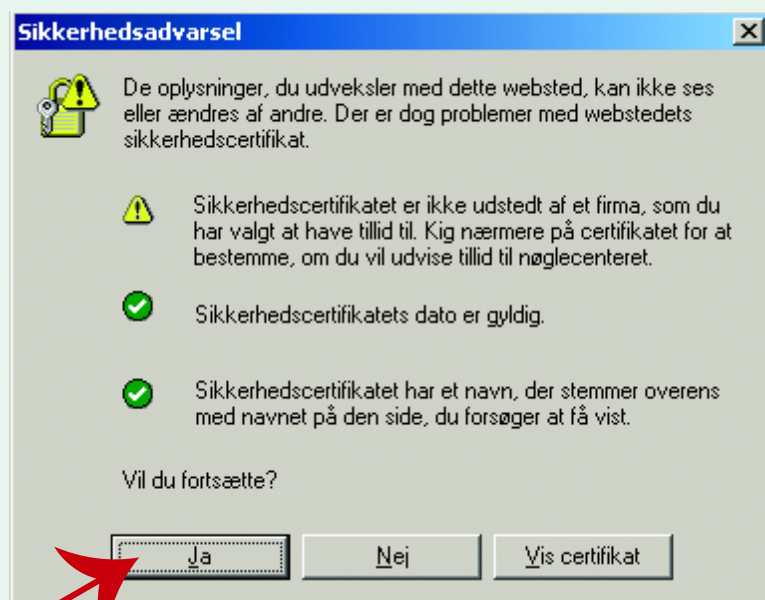 Sikkerhedsadvarsel
De oplysninger, du udveksler med dette websted, kan ikke ses
eller ændres af andre. Der er dog problemer med webstedets
sikkerhedscertifikat.
Sikkerhedscertifikatet er ikke udstedt af et firma, som du
har valgt at have tillid til. Kig nærmere på certifikatet for at
bestemme, om du vil udvise tillid til nøglecenteret.
Sikkerhedscertifikatets dato er gyldig.
Sikkerhedscertifikatet har et navn, der stemmer overens
med navnet på den side, du forsøger at få vist.
Vil du fortsætte?
Ja Nej Vis certifikat